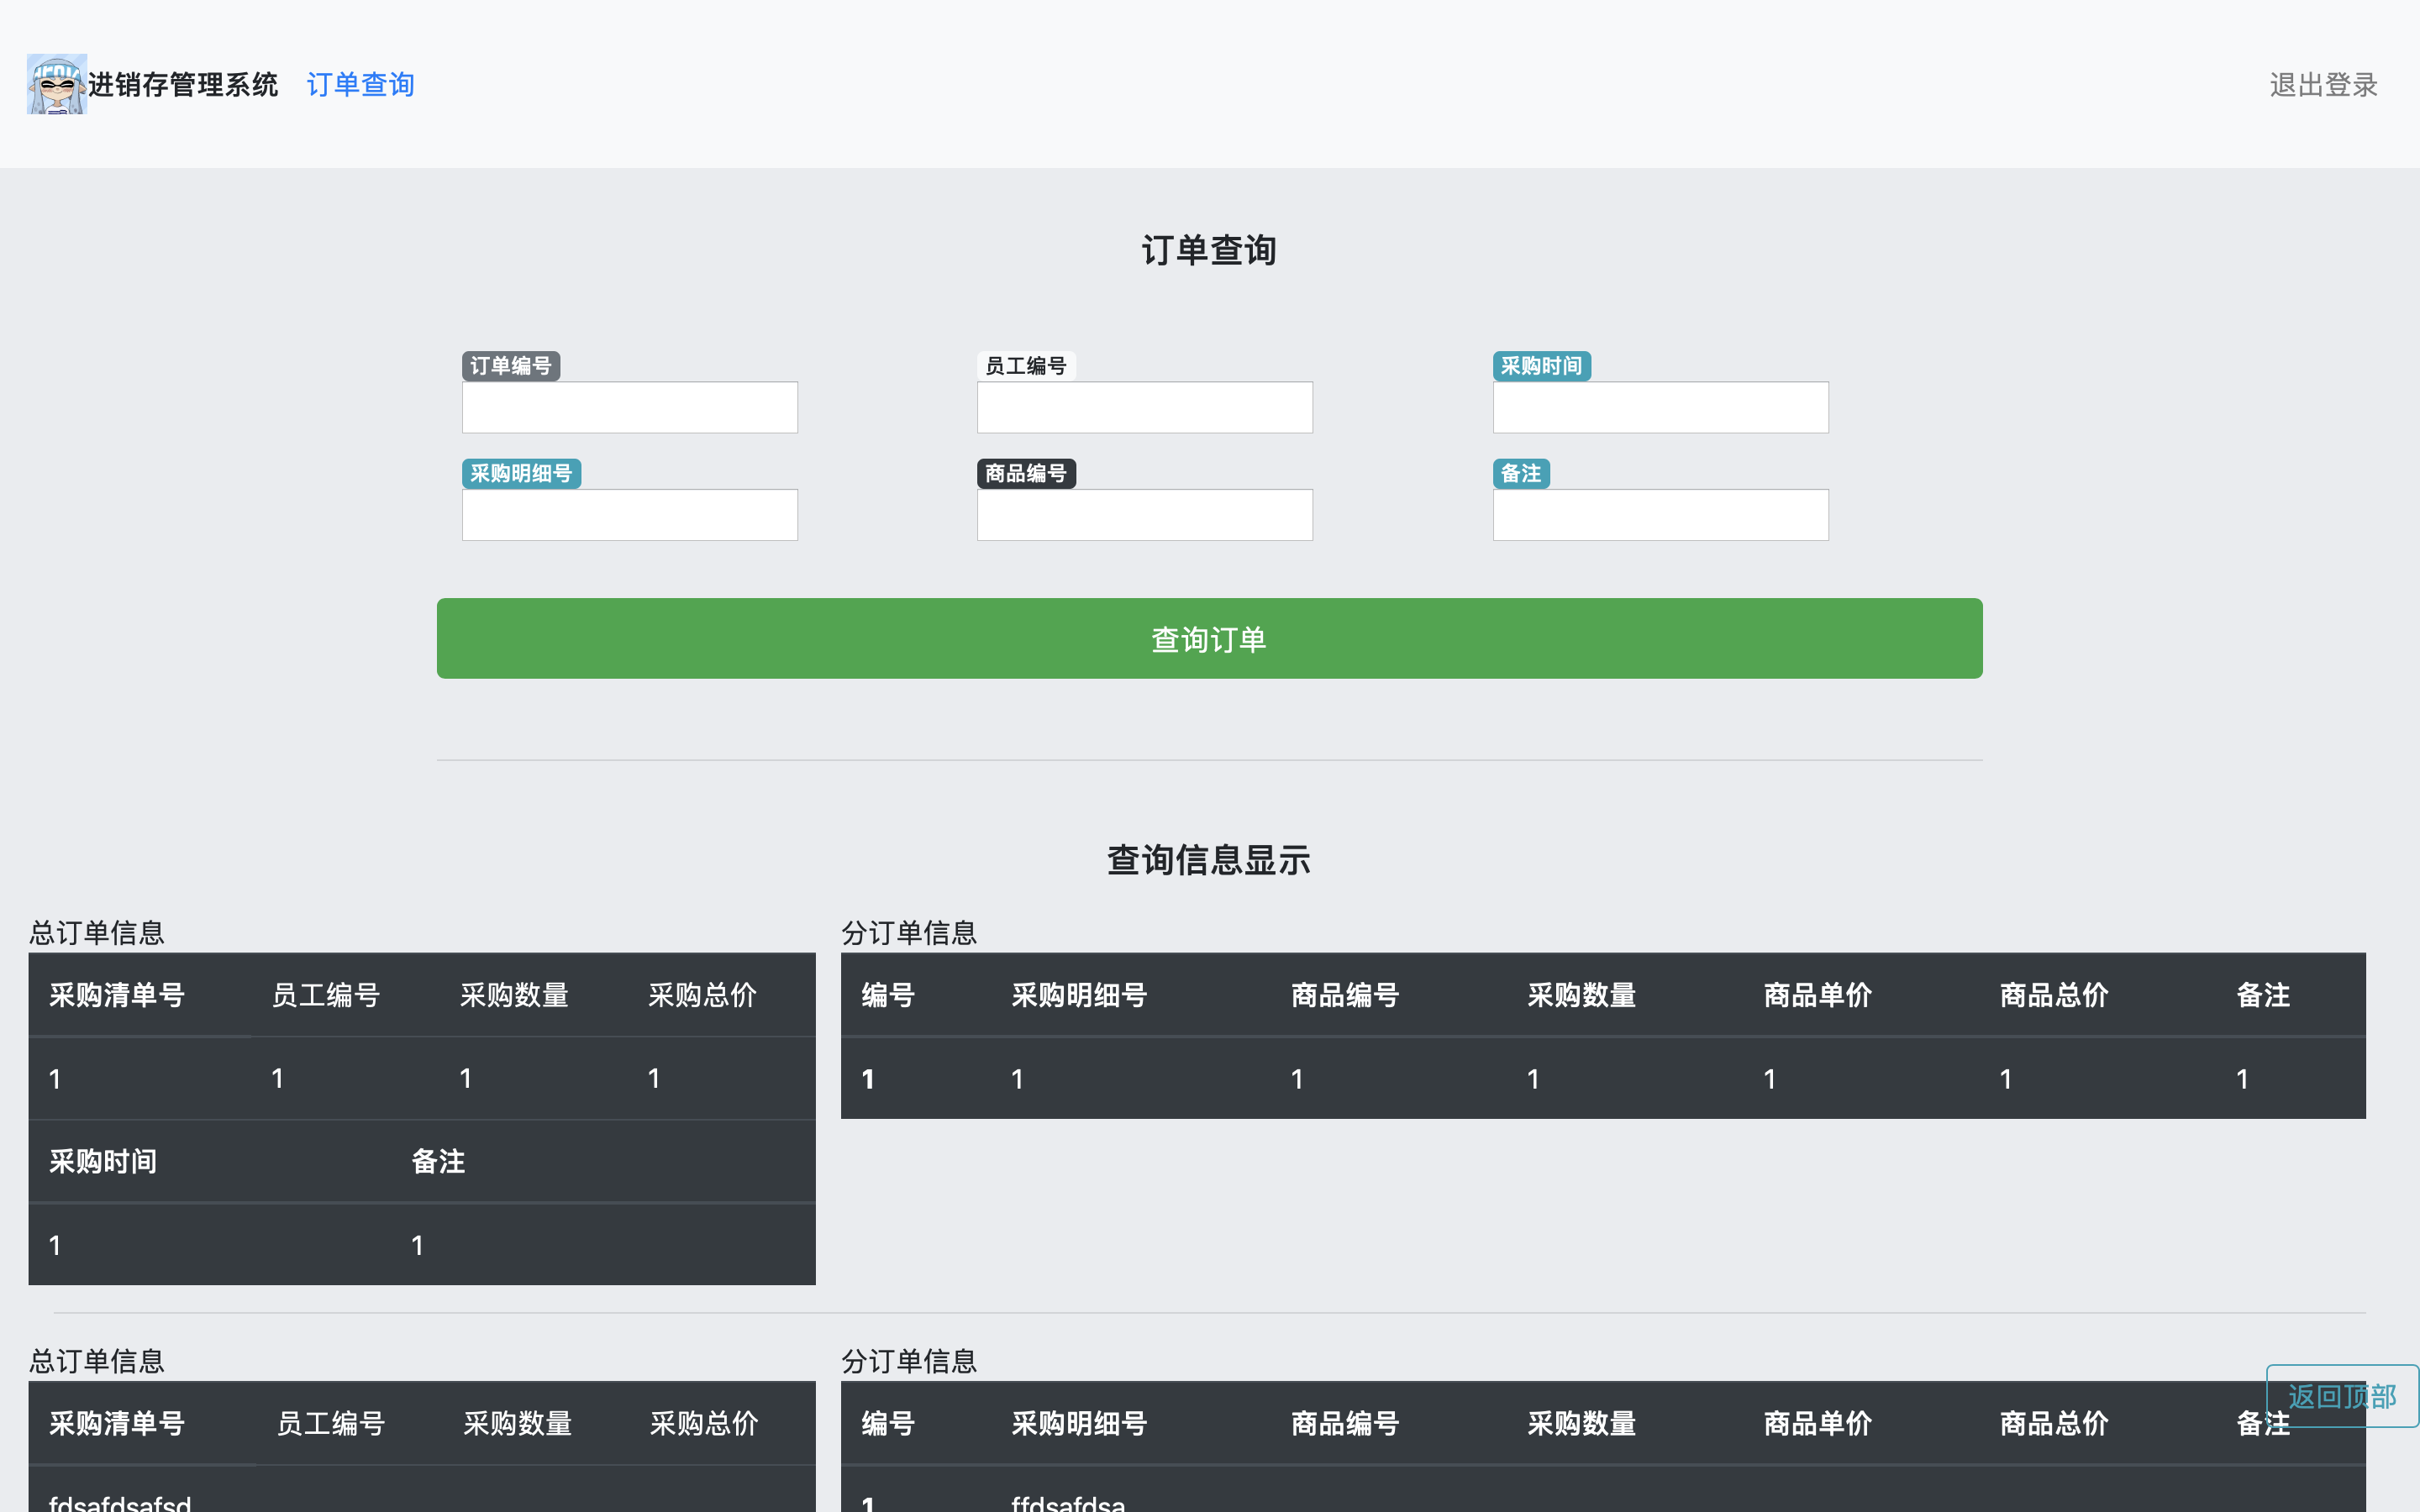 进销存管理系统 订单查询 退出登录
订单查询
订单编号 员工编号 采购时间
采购明细号 商品编号 备注
查询订单
查询信息显示
总订单信息 分订单信息
采购清单号 员工编号 采购数量 采购总价 编号 采购明细号 商品编号 采购数量 商品单价 商品总价 备注
1 1 1 1 1 1 1 1 1 1 1
采购时间 备注
1 1
总订单信息 分订单信息
返回顶部
采购清单号 员工编号 采购数量 采购总价 编号 采购明细号 商品编号 采购数量 商品单价 商品总价 备注
fdsafdsafsd 1 ffdsafdsa